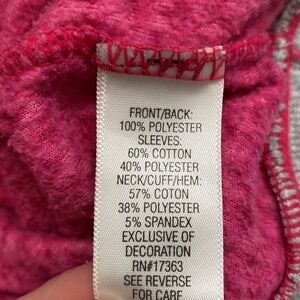 FRONT/BACK:
100% POLYESTER
SLEEVES:
60% COTTON
40% POLYESTER
NECK/CUFF/HEM:
57% COTON
38% POLYESTER
5% SPANDEX
EXCLUSIVE OF
DECORATION
RN#17363
SEE REVERSE
FOR CARE